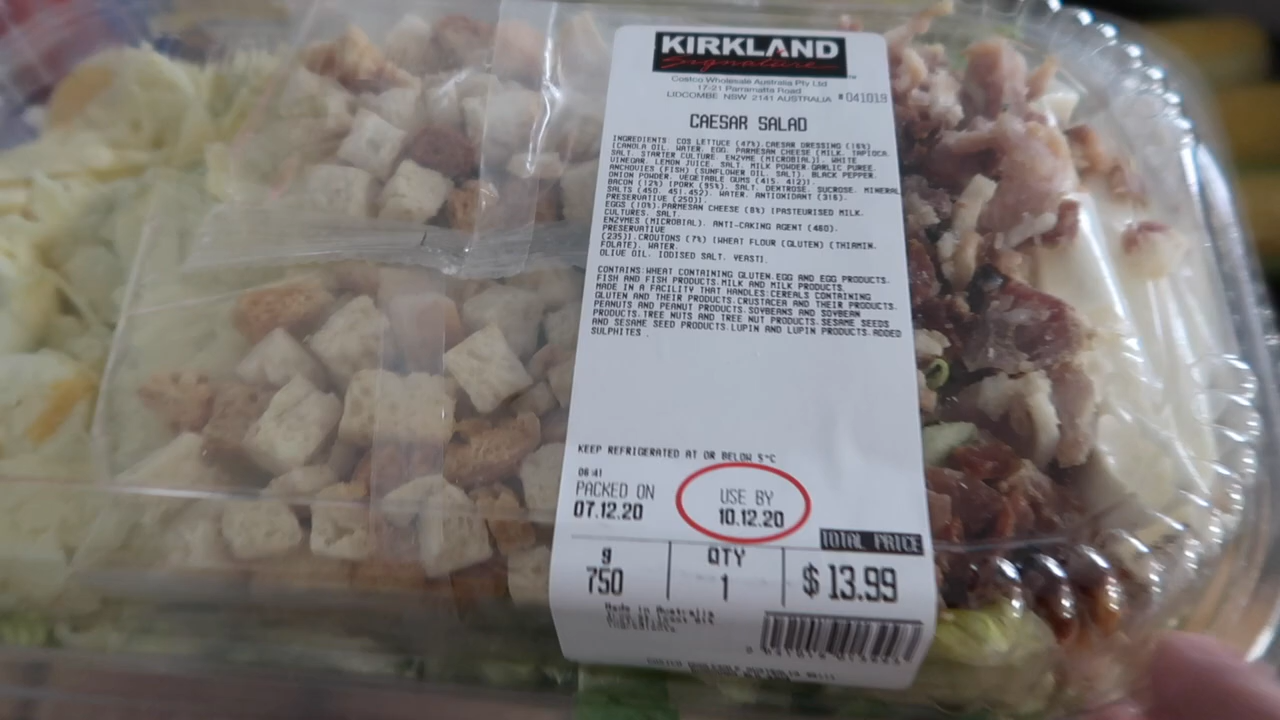 KIRKLAND
Signature
Costco Wholesale Australia Pty Ltd
17-21 Parramatta Road
LIDCOMBE NSW 2141 AUSTRALIA #041019
CAESAR SALAD
INGREDIENTS: COS LETTUCE (47%), CAESAR DRESSING (16%)
(CANOLA OIL, WATER, EGG, PARMESAN CHEESE (MILK, TAPIOCA,
SALT, STARTER CULTURE, ENZYME (MICROBIAL)), WHITE
VINEGAR, LEMON JUICE, SALT, MILK POWDER, GARLIC PUREE,
ANCHOVIES (FISH) (SUNFLOWER OIL, SALT), BLACK PEPPER,
ONION POWDER, VEGETABLE GUMS (415, 412)),
BACON (12%) (PORK (95%), SALT, DEXTROSE, SUCROSE, MINERAL
SALTS (450, 451, 452), WATER, ANTIOXIDANT (316),
PRESERVATIVE (250)),
EGGS (10%), PARMESAN CHEESE (8%) (PASTEURISED MILK,
CULTURES, SALT,
ENZYMES (MICROBIAL), ANTI-CAKING AGENT (460),
PRESERVATIVE
(235)), CROUTONS (7%) (WHEAT FLOUR (GLUTEN) (THIAMIN,
FOLATE), WATER,
OLIVE OIL, IODISED SALT, YEAST).
CONTAINS: WHEAT CONTAINING GLUTEN, EGG AND EGG PRODUCTS,
FISH AND FISH PRODUCTS, MILK AND MILK PRODUCTS.
MADE IN A FACILITY THAT HANDLES: CEREALS CONTAINING
GLUTEN AND THEIR PRODUCTS, CRUSTACEA AND THEIR PRODUCTS,
PEANUTS AND PEANUT PRODUCTS, SOYBEANS AND SOYBEAN
PRODUCTS, TREE NUTS AND TREE NUT PRODUCTS, SESAME SEEDS
AND SESAME SEED PRODUCTS, LUPIN AND LUPIN PRODUCTS, ADDED
SULPHITES.
KEEP REFRIGERATED AT OR BELOW 5°C
06:41
PACKED ON
07.12.20
USE BY
10.12.20
TOTAL PRICE
g
750
QTY
1
$ 13.99
Made in Australia